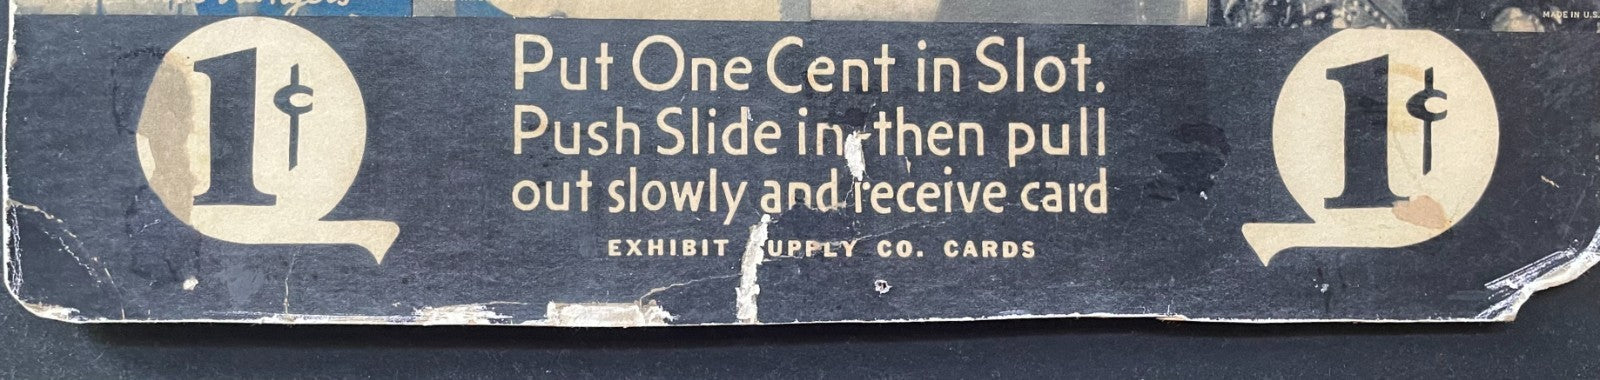 MADE IN U.S.
1¢
Put One Cent in Slot.
Push Slide in, then pull
out slowly and receive card
EXHIBIT UPPLY CO. CARDS
1¢